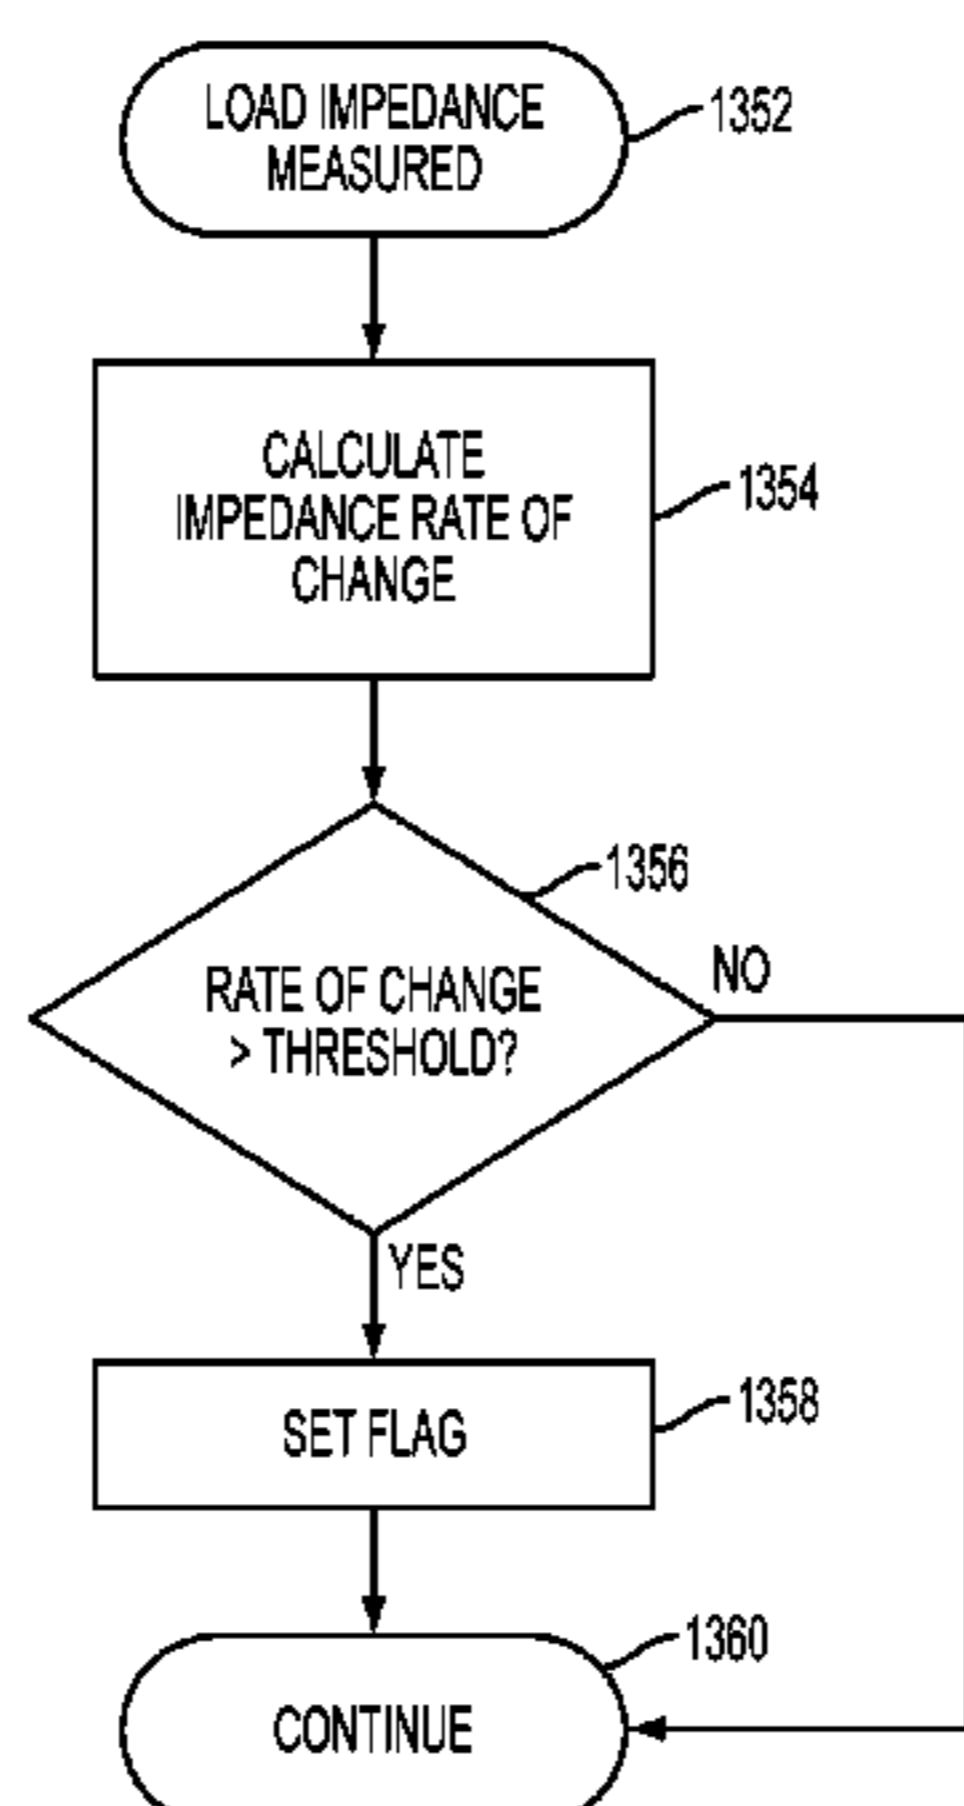 LOAD IMPEDANCE
MEASURED
1352
CALCULATE
IMPEDANCE RATE OF
CHANGE
1354
1356
RATE OF CHANGE
> THRESHOLD?
NO
YES
SET FLAG
1358
1360
CONTINUE